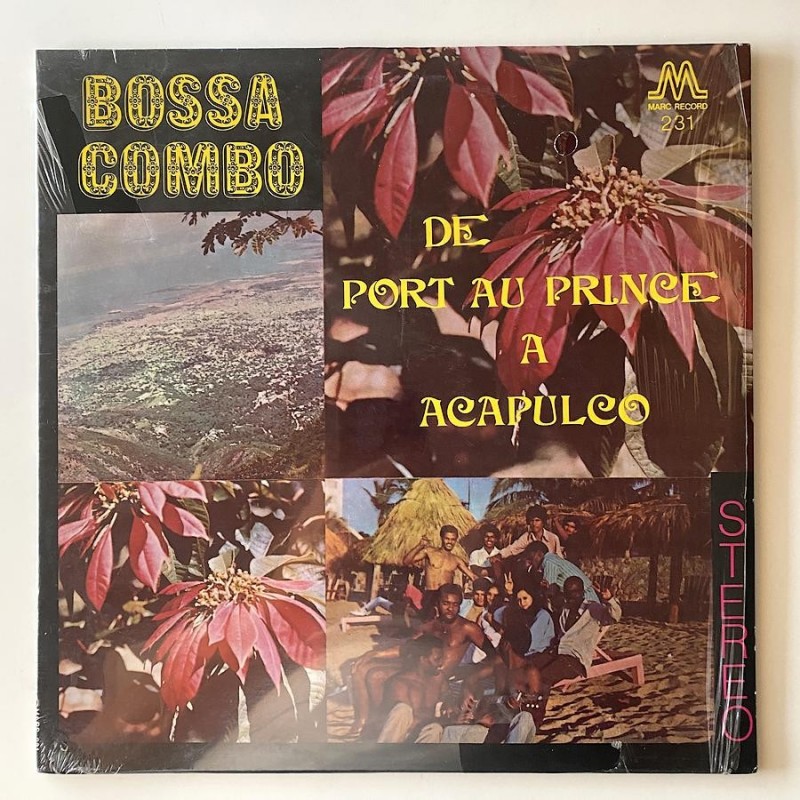 BOSSA
COMBO
MARC RECORD
231
DE
PORT AU PRINCE
A
ACAPULCO
STEREO